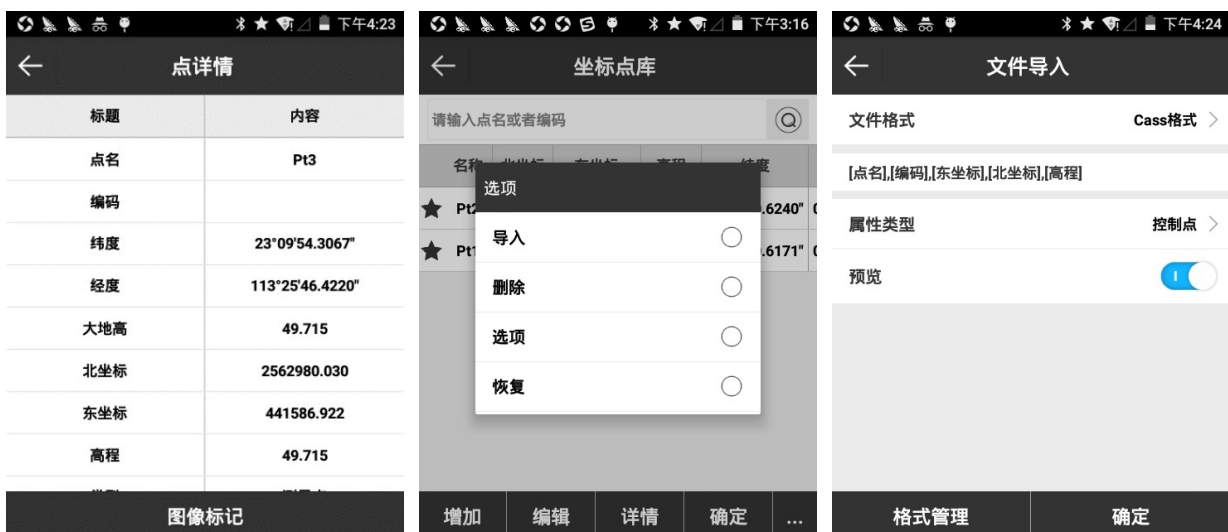 下午4:23
点详情
标题 内容
点名 Pt3
编码
纬度 23°09'54.3067"
经度 113°25'46.4220"
大地高 49.715
北坐标 2562980.030
东坐标 441586.922
高程 49.715
图像标记
下午3:16
坐标点库
请输入点名或者编码
选项
.6240"
导入
.6171"
删除
选项
恢复
增加 编辑 详情 确定 ...
下午4:24
文件导入
文件格式 Cass格式
[点名],[编码],[东坐标],[北坐标],[高程]
属性类型 控制点
预览
格式管理 确定